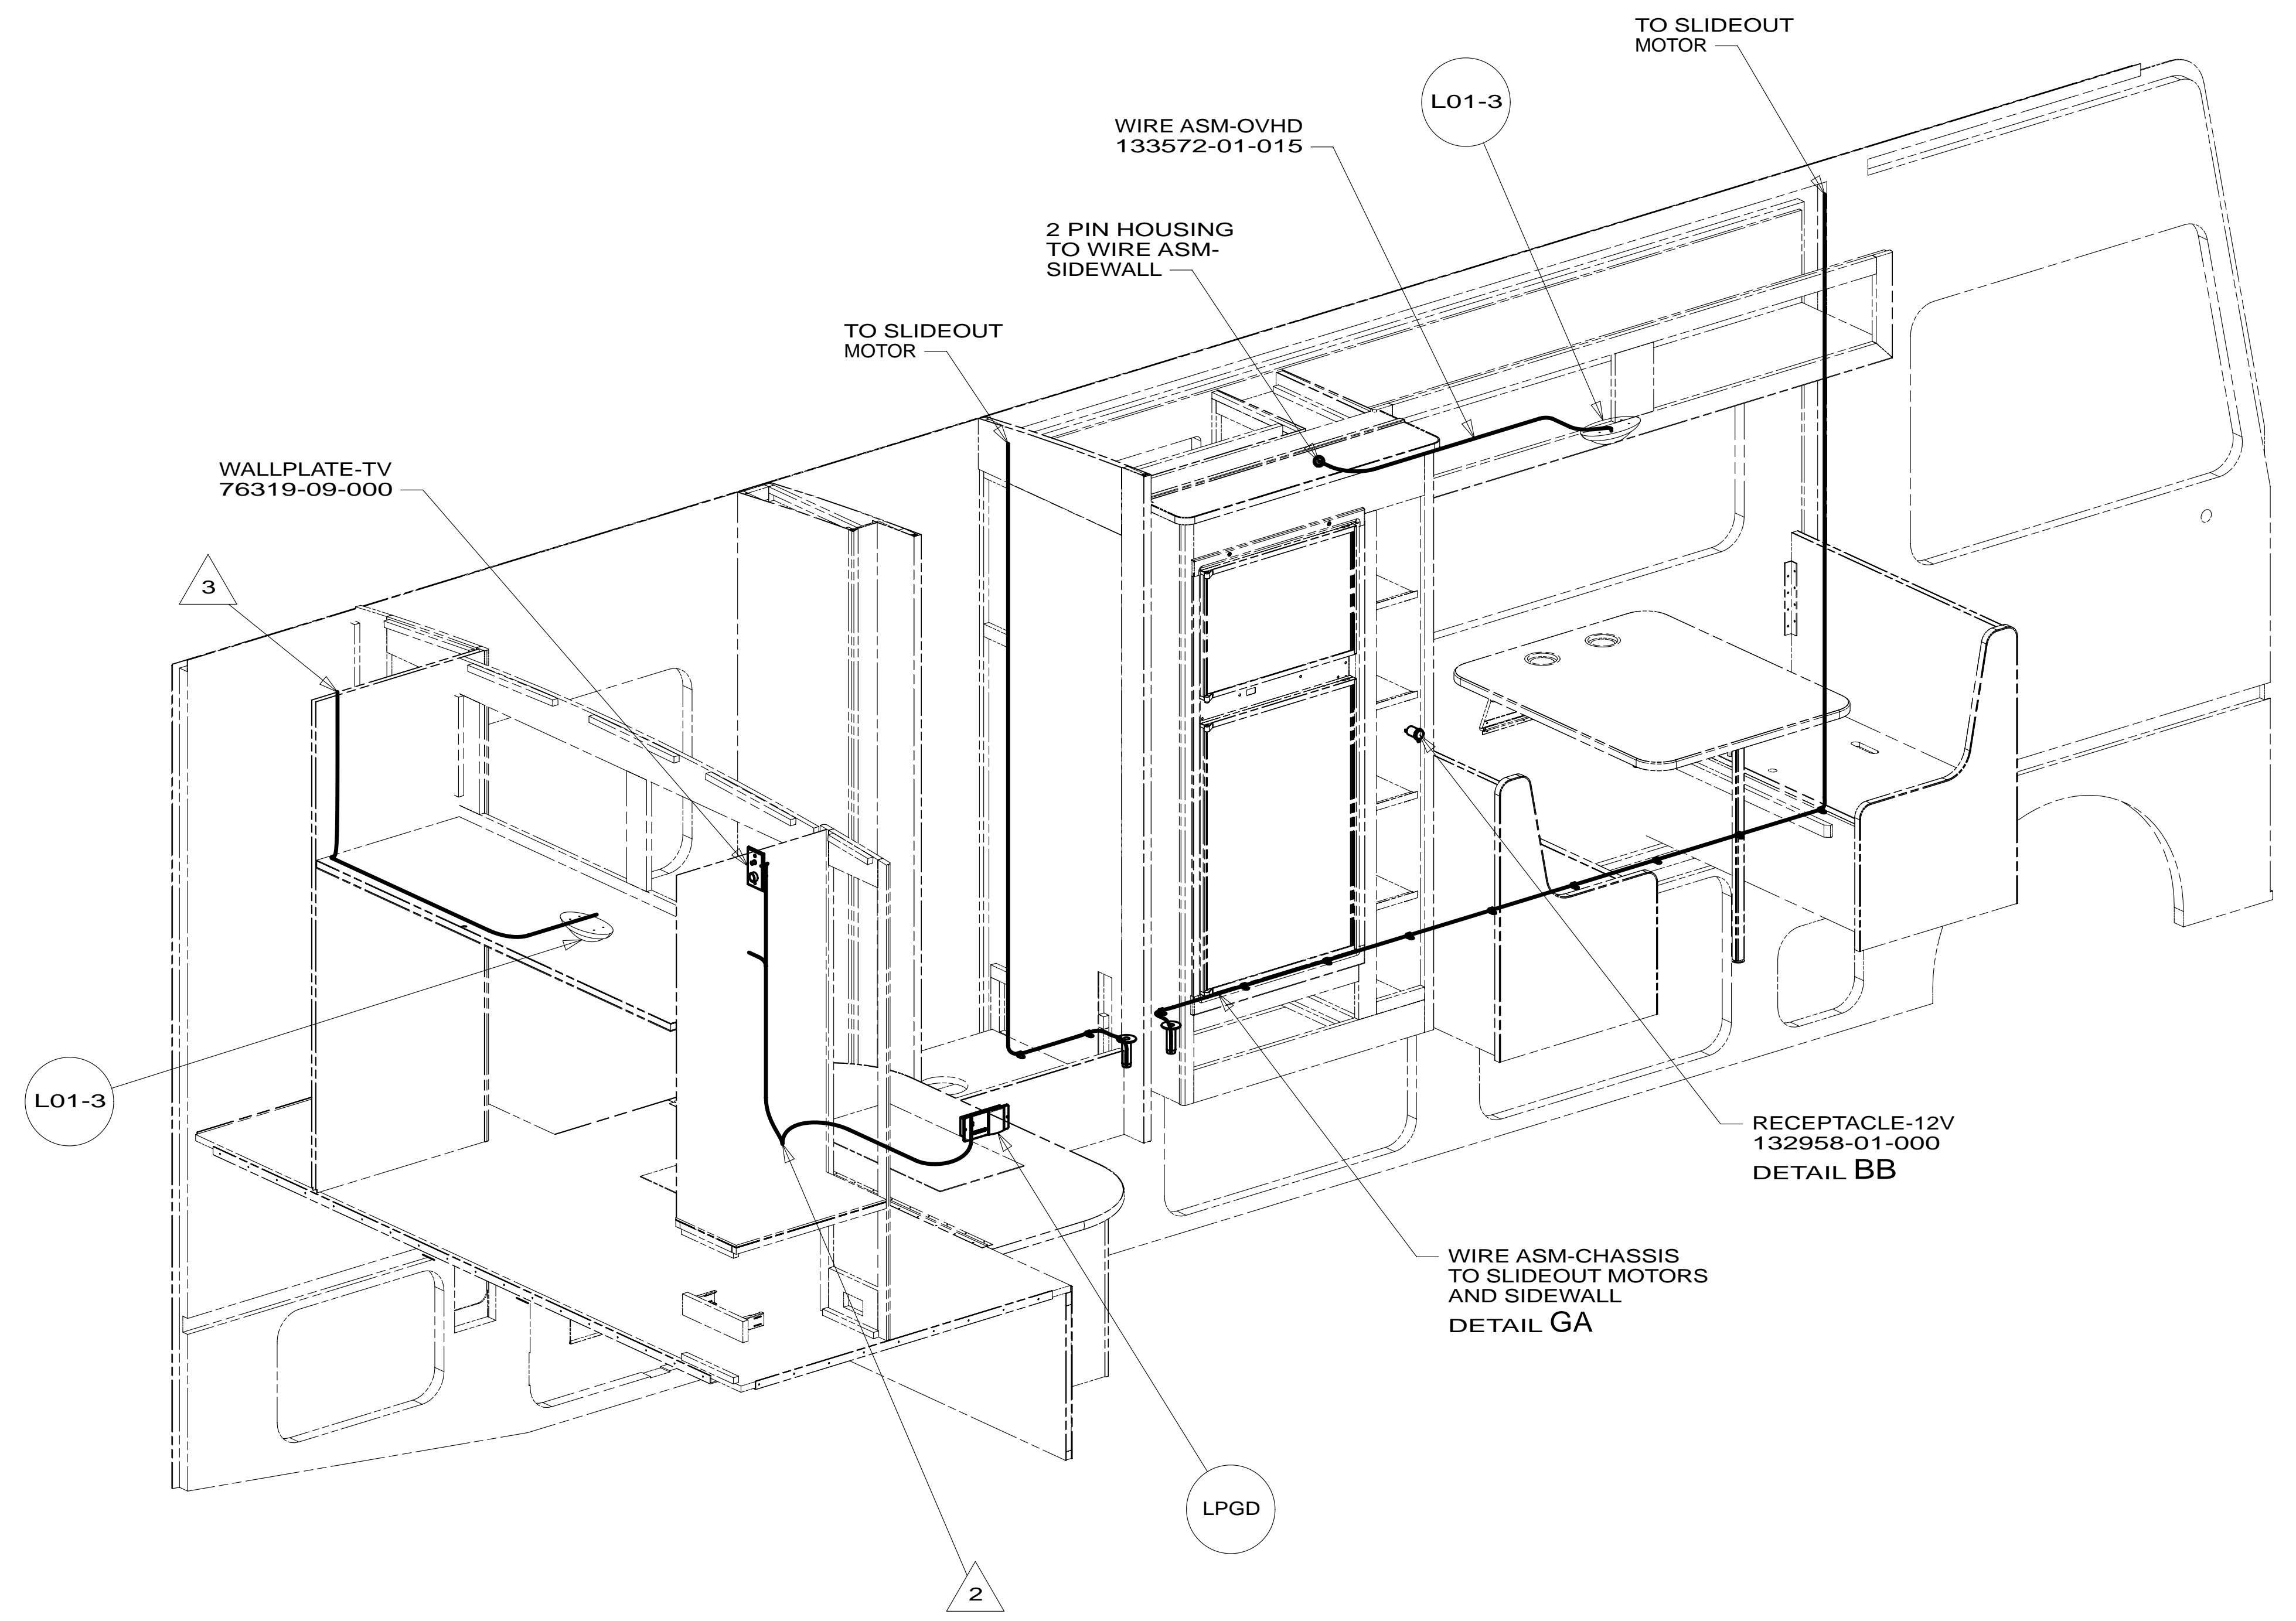 TO SLIDEOUT
MOTOR
L01-3
WIRE ASM-OVHD
133572-01-015
2 PIN HOUSING
TO WIRE ASM-
SIDEWALL
TO SLIDEOUT
MOTOR
WALLPLATE-TV
76319-09-000
3
L01-3
RECEPTACLE-12V
132958-01-000
DETAIL BB
WIRE ASM-CHASSIS
TO SLIDEOUT MOTORS
AND SIDEWALL
DETAIL GA
LPGD
2